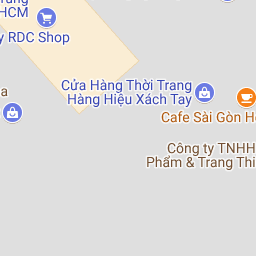 HCM
RDC Shop
Cửa Hàng Thời Trang
Hàng Hiệu Xách Tay
Cafe Sài Gòn
Công ty TNHH
Phẩm & Trang